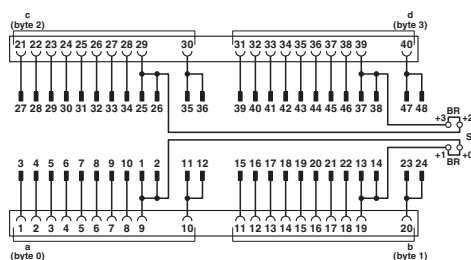 c d
(byte 2) (byte 3)
21 22 23 24 25 26 27 28 29 30 31 32 33 34 35 36 37 38 39 40
27 28 29 30 31 32 33 34 25 26 35 36 39 40 41 42 43 44 45 46 37 38 47 48
+3 BR +2
S
+1 BR +0
3 4 5 6 7 8 9 10 1 2 11 12 15 16 17 18 19 20 21 22 13 14 23 24
1 2 3 4 5 6 7 8 9 10 11 12 13 14 15 16 17 18 19 20
a b
(byte 0) (byte 1)